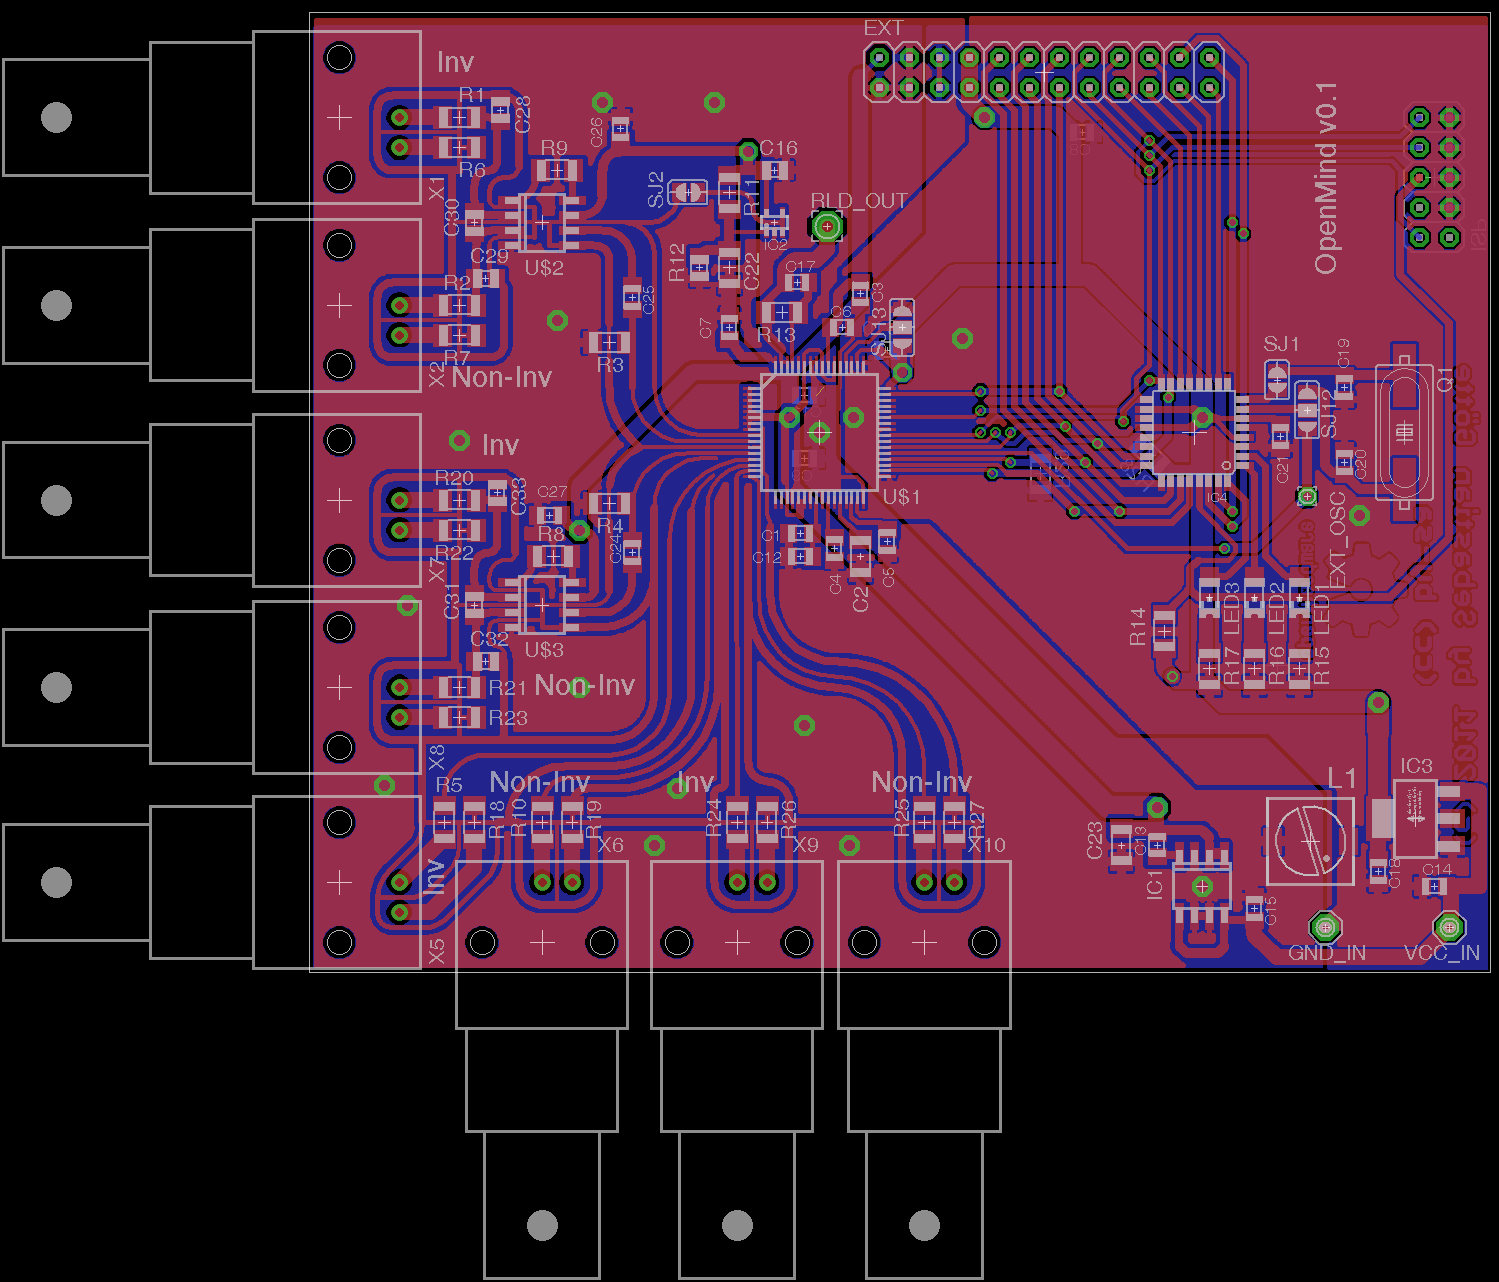 EXT
Inv
R1
C28
R6
X1
C26
R9
C16
SJ2
R11
RLD_OUT
OpenMind v0.1
C30
IC2
C29
U$2
R12
C22
C17
R2
C25
C3
C7
C6
SJ13
R13
R7
R3
X2
Non-Inv
SJ1
C19
Q1
SJ12
Inv
R20
C33
C27
R4
R8
C24
R22
X7
U$1
C21
C20
IC4
EXT_OSC
C1
C12
C4
C2
C5
C31
C32
U$3
R21
Non-Inv
R23
X8
R14
LED3
LED2
LED1
R17
R16
R15
R5
Non-Inv
Inv
Non-Inv
L1
IC3
R18
R10
R19
R24
R26
R25
R27
X6
X9
X10
C23
C13
IC1
C18
C14
C15
Inv
X5
GND_IN
VCC_IN